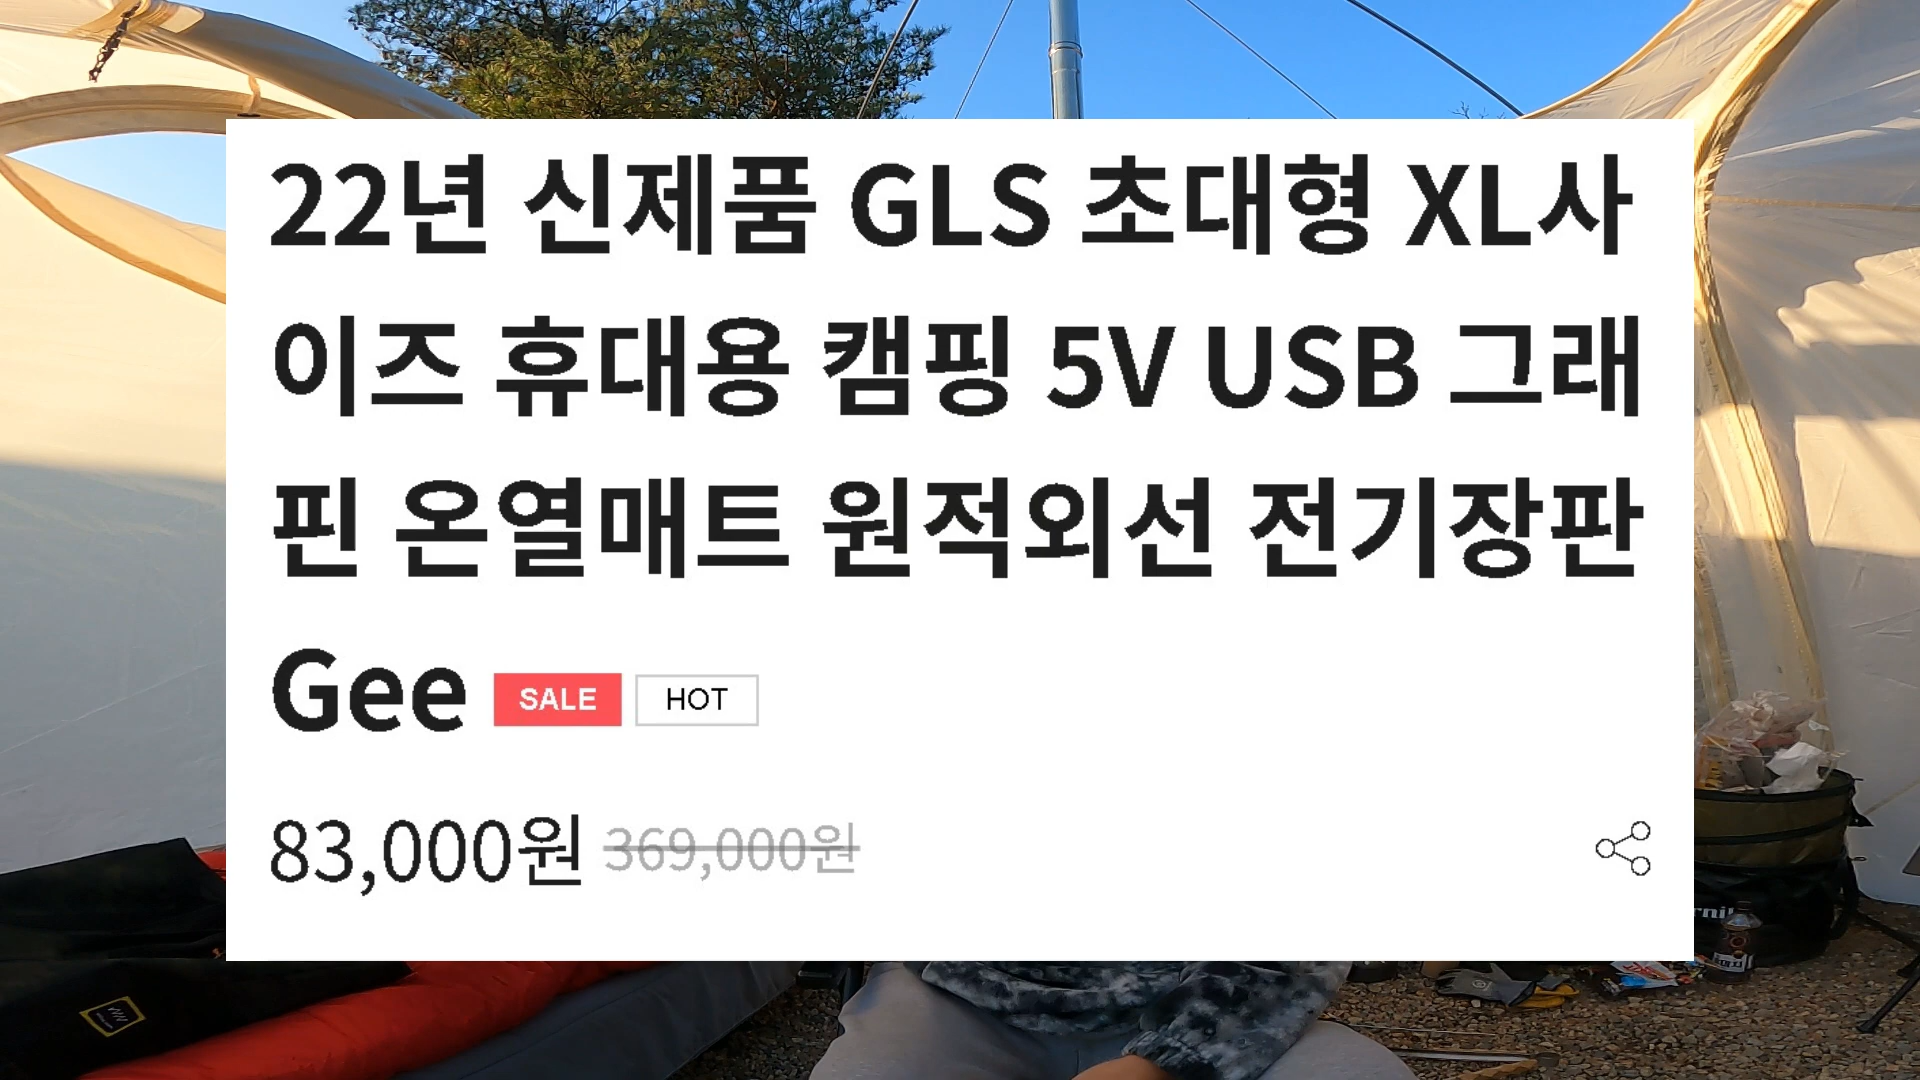 22년 신제품 GLS 초대형 XL사
이즈 휴대용 캠핑 5V USB 그래
핀 온열매트 원적외선 전기장판
Gee SALE HOT
83,000원 369,000원